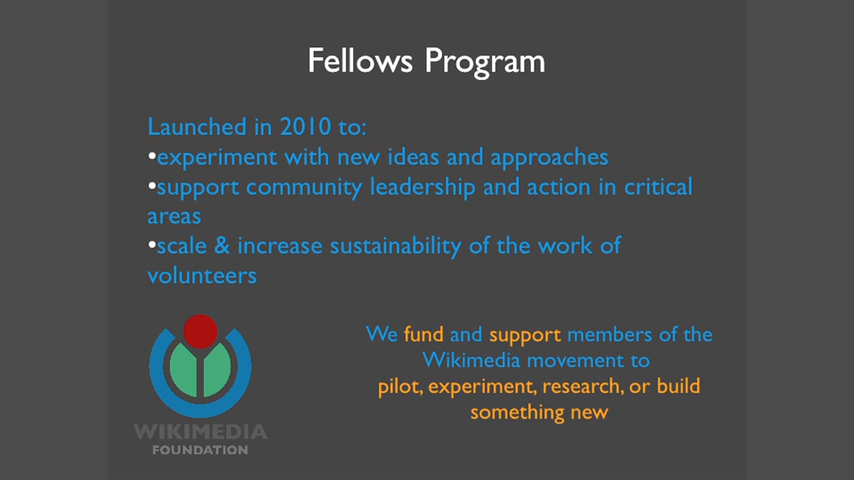 Fellows Program
Launched in 2010 to:
•experiment with new ideas and approaches
•support community leadership and action in critical
areas
•scale & increase sustainability of the work of
volunteers
We fund and support members of the
Wikimedia movement to
pilot, experiment, research, or build
something new
WIKIMEDIA
FOUNDATION